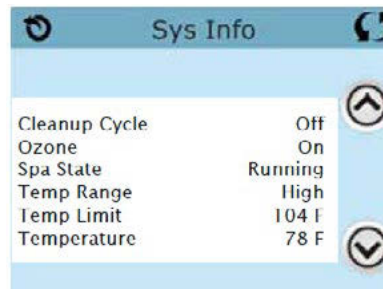 Sys Info
Cleanup Cycle Off
Ozone On
Spa State Running
Temp Range High
Temp Limit 104 F
Temperature 78 F